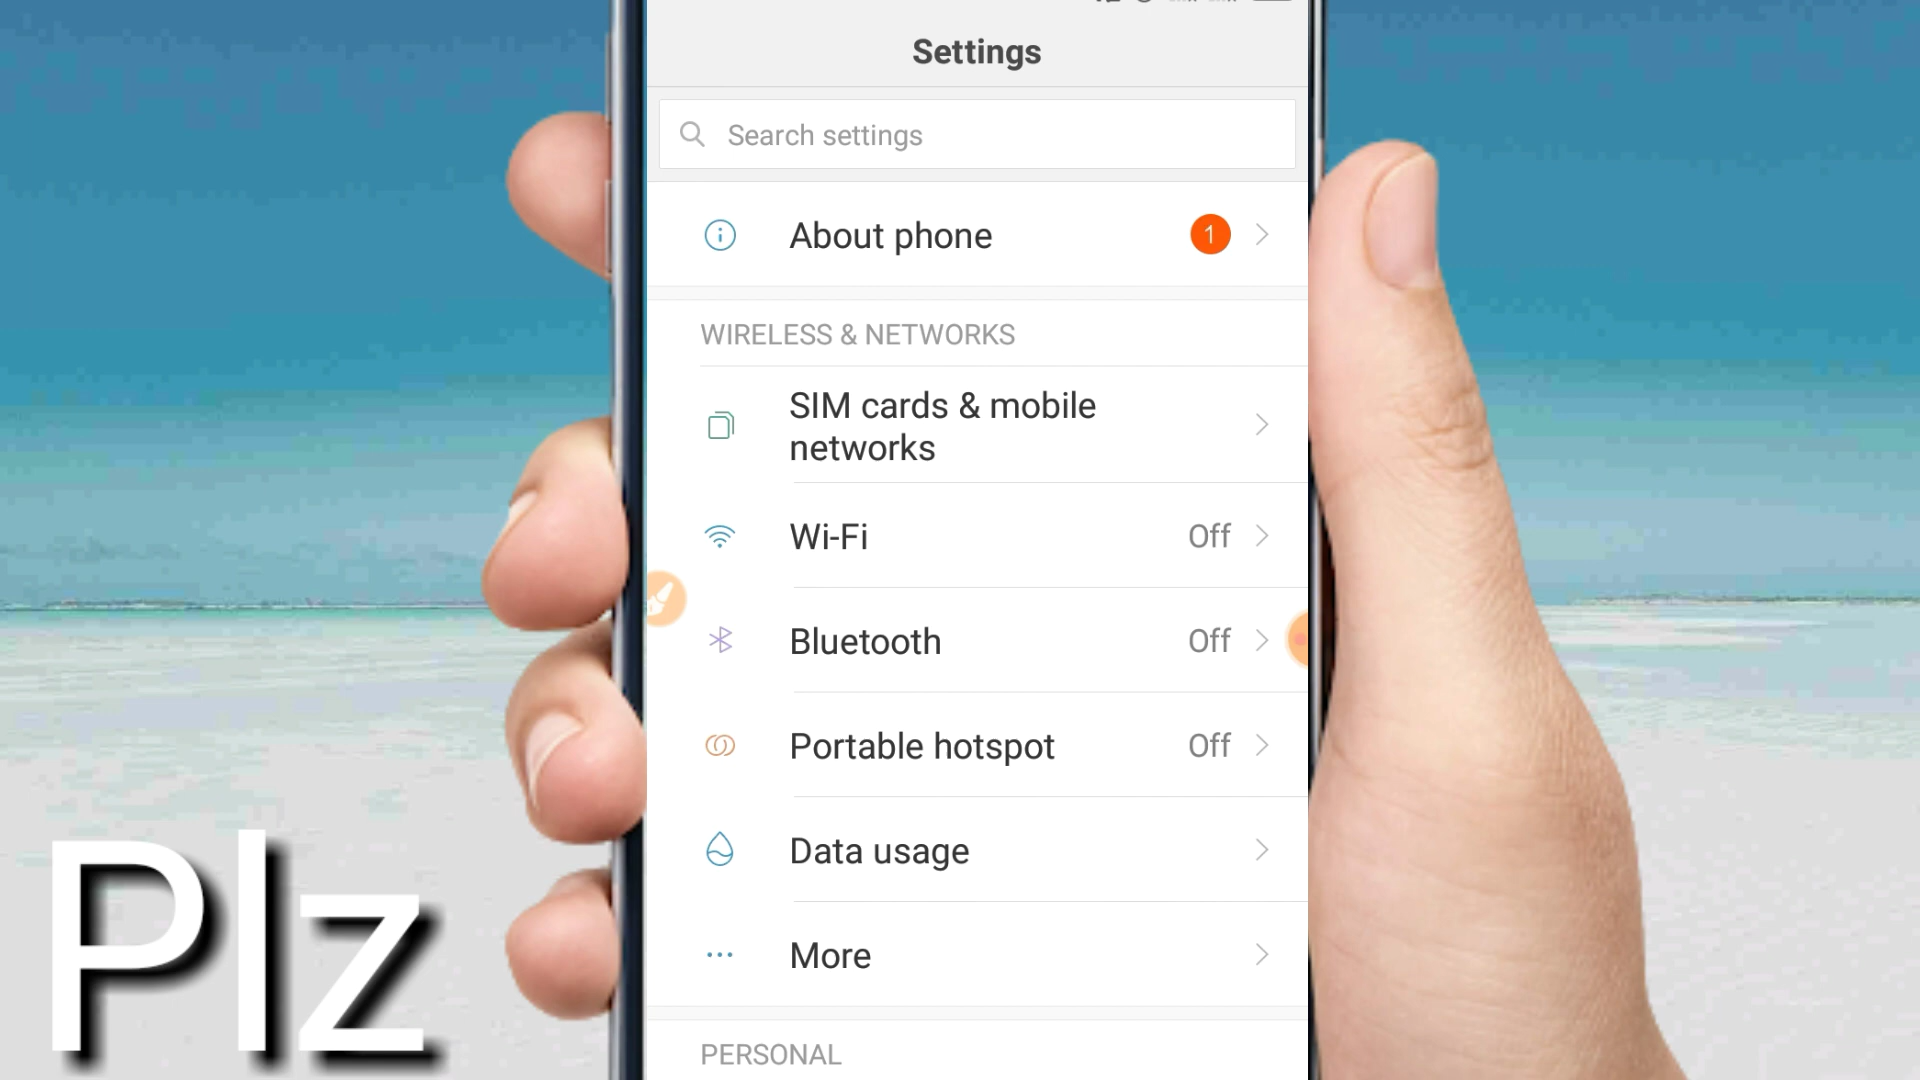 Settings
Search settings
About phone 1
WIRELESS & NETWORKS
SIM cards & mobile
networks
Wi-Fi Off
Bluetooth Off
Portable hotspot Off
Data usage
More
PERSONAL
Plz